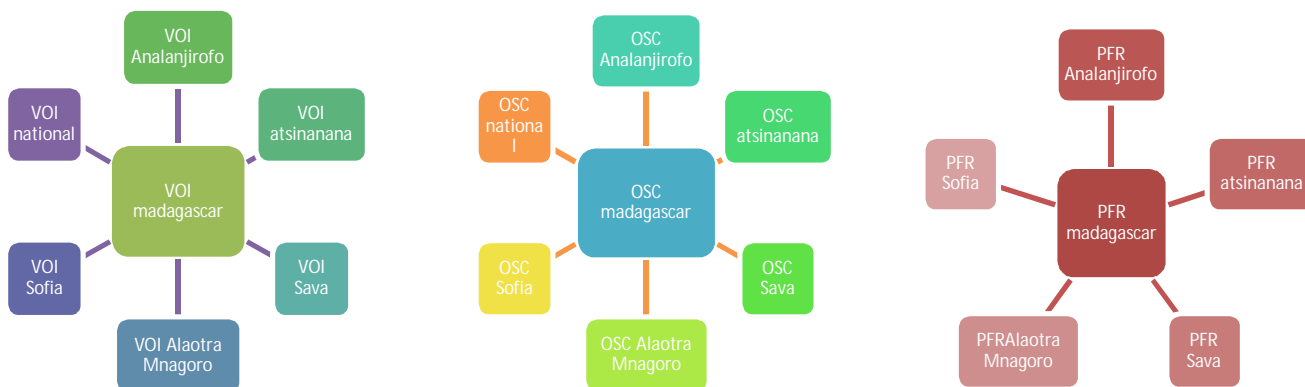 VOI
Analanjirofo
VOI
national
VOI
atsinanana
VOI
madagascar
VOI
Sofia
VOI
Sava
VOI Alaotra
Mnagoro
OSC
Analanjirofo
OSC
nationa
l
OSC
atsinanana
OSC
madagascar
OSC
Sofia
OSC
Sava
OSC Alaotra
Mnagoro
PFR
Analanjirofo
PFR
Sofia
PFR
atsinanana
PFR
madagascar
PFRAlaotra
Mnagoro
PFR
Sava